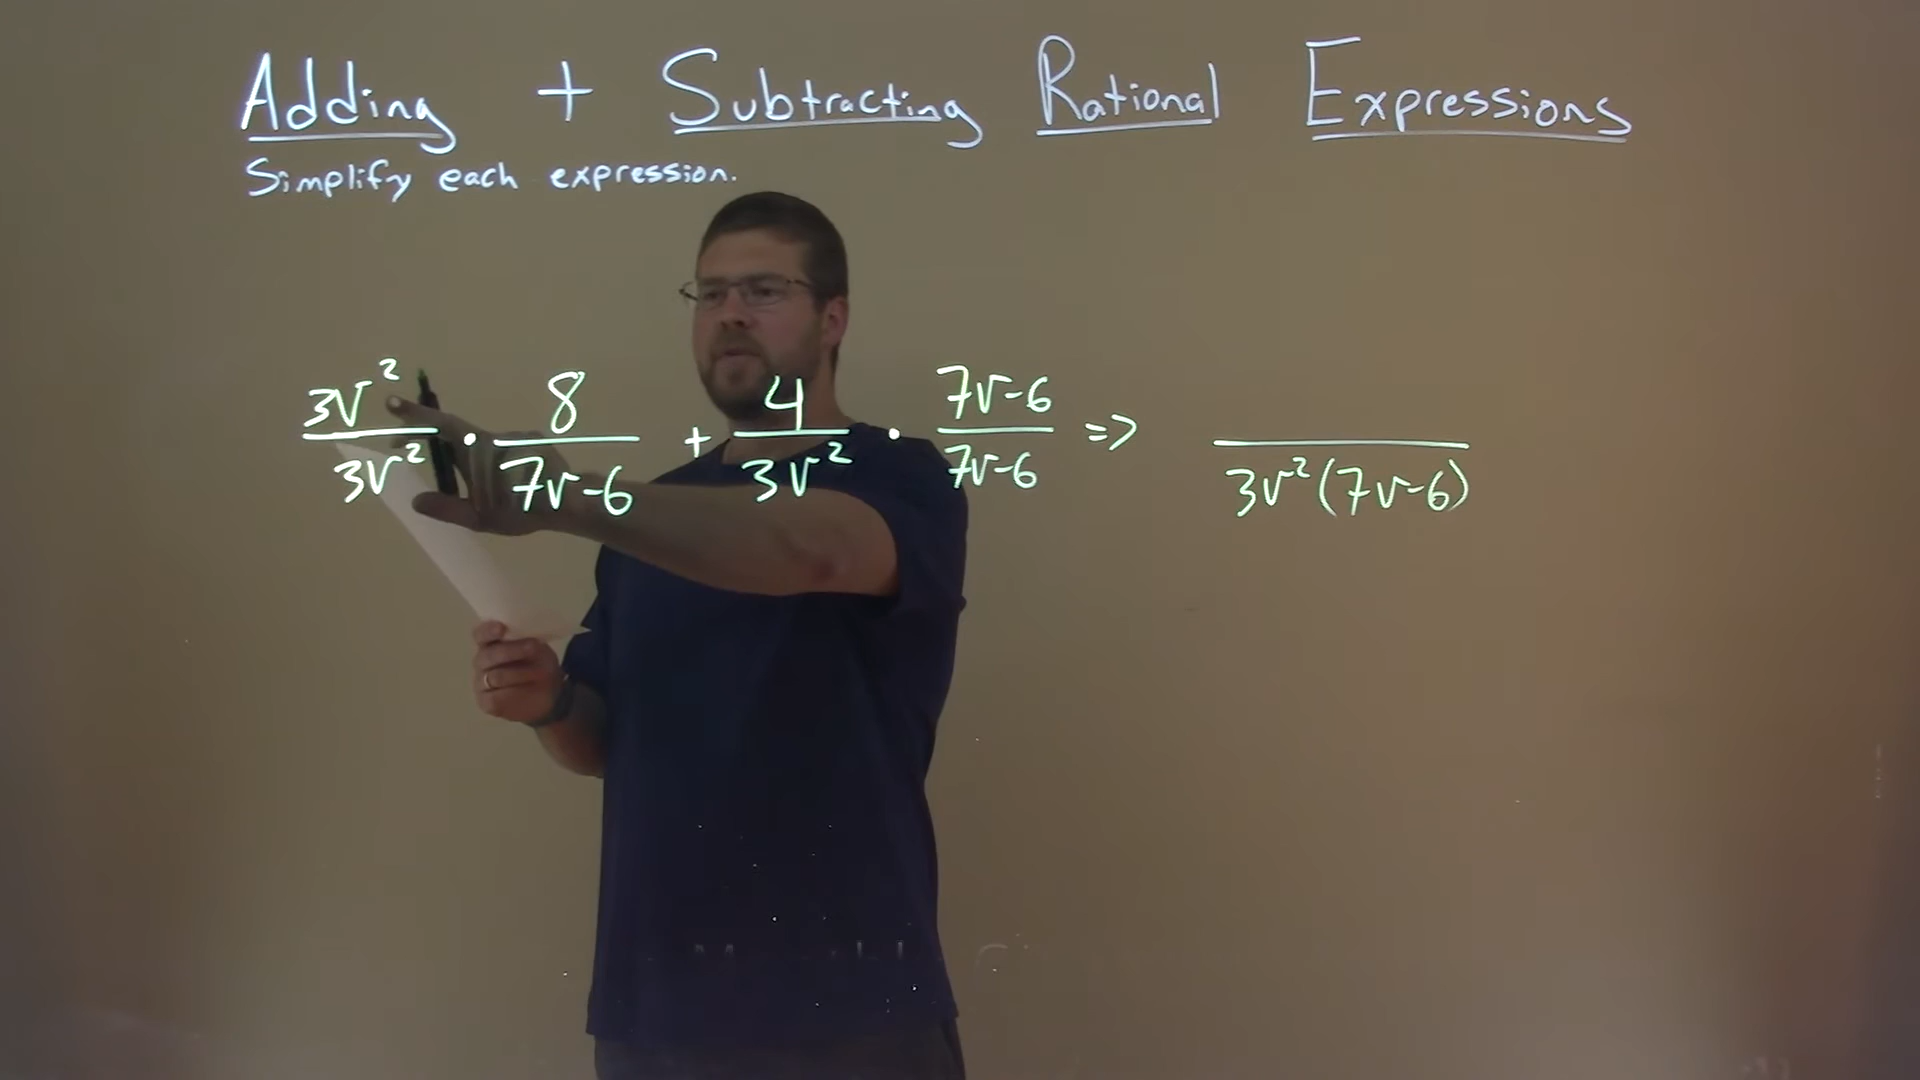 Adding + Subtracting Rational Expressions
Simplify each expression.
3v²/3v² · 8/7v-6 + 4/3v² · 7v-6/7v-6 => /3v²(7v-6)